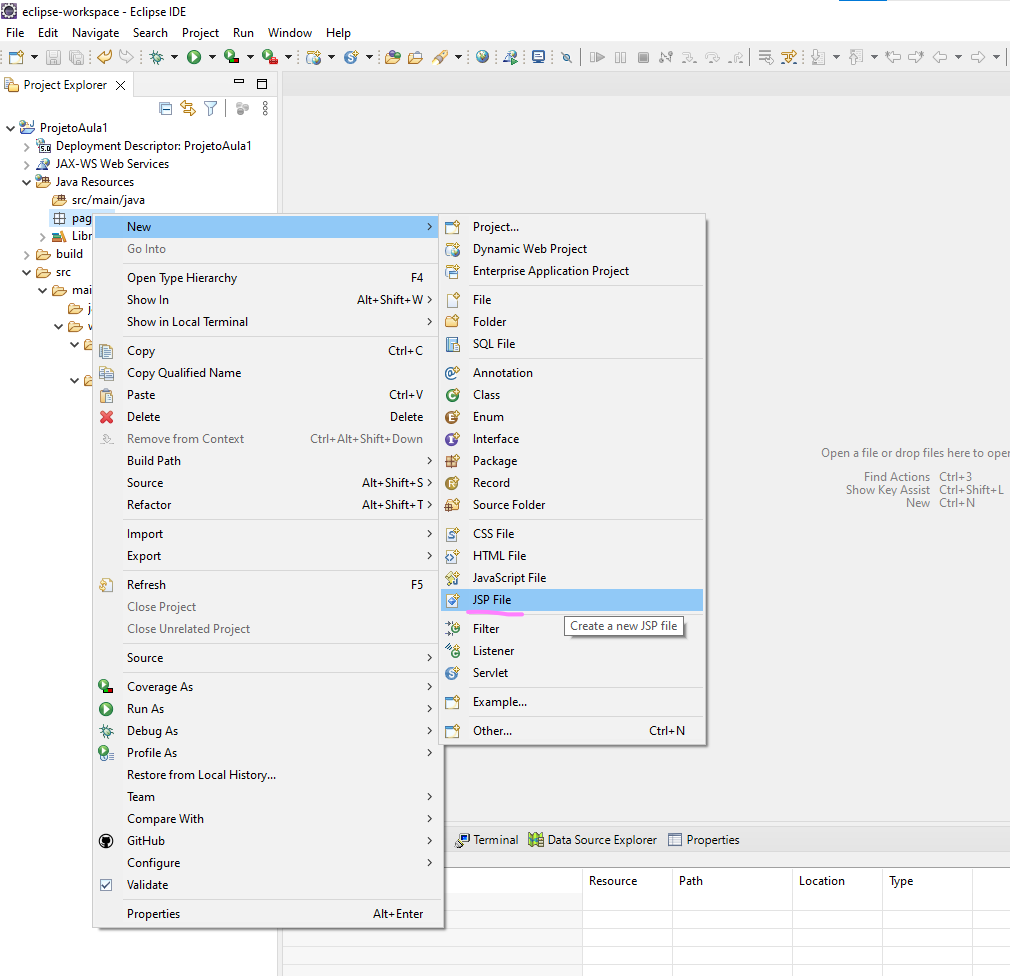 eclipse-workspace - Eclipse IDE
File Edit Navigate Search Project Run Window Help
Project Explorer
ProjetoAula1
Deployment Descriptor: ProjetoAula1
JAX-WS Web Services
Java Resources
src/main/java
pag
Libr
build
src
mai
j
New
Go Into
Open Type Hierarchy F4
Show In Alt+Shift+W
Show in Local Terminal
Copy Ctrl+C
Copy Qualified Name
Paste Ctrl+V
Delete Delete
Remove from Context Ctrl+Alt+Shift+Down
Build Path
Source Alt+Shift+S
Refactor Alt+Shift+T
Import
Export
Refresh F5
Close Project
Close Unrelated Project
Source
Coverage As
Run As
Debug As
Profile As
Restore from Local History...
Team
Compare With
GitHub
Configure
Validate
Properties Alt+Enter
Project...
Dynamic Web Project
Enterprise Application Project
File
Folder
SQL File
Annotation
Class
Enum
Interface
Package
Record
Source Folder
CSS File
HTML File
JavaScript File
JSP File
Create a new JSP file
Filter
Listener
Servlet
Example...
Other... Ctrl+N
Open a file or drop files here to oper
Find Actions Ctrl+3
Show Key Assist Ctrl+Shift+L
New Ctrl+N
Terminal Data Source Explorer Properties
Resource Path Location Type